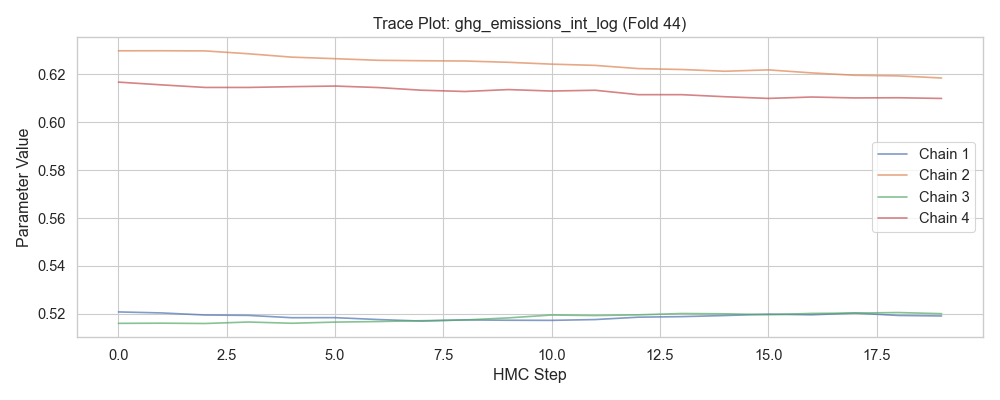 Trace Plot: ghg_emissions_int_log (Fold 44)
Parameter Value
0.62
0.60
0.58
0.56
0.54
0.52
Chain 1
Chain 2
Chain 3
Chain 4
0.0 2.5 5.0 7.5 10.0 12.5 15.0 17.5
HMC Step